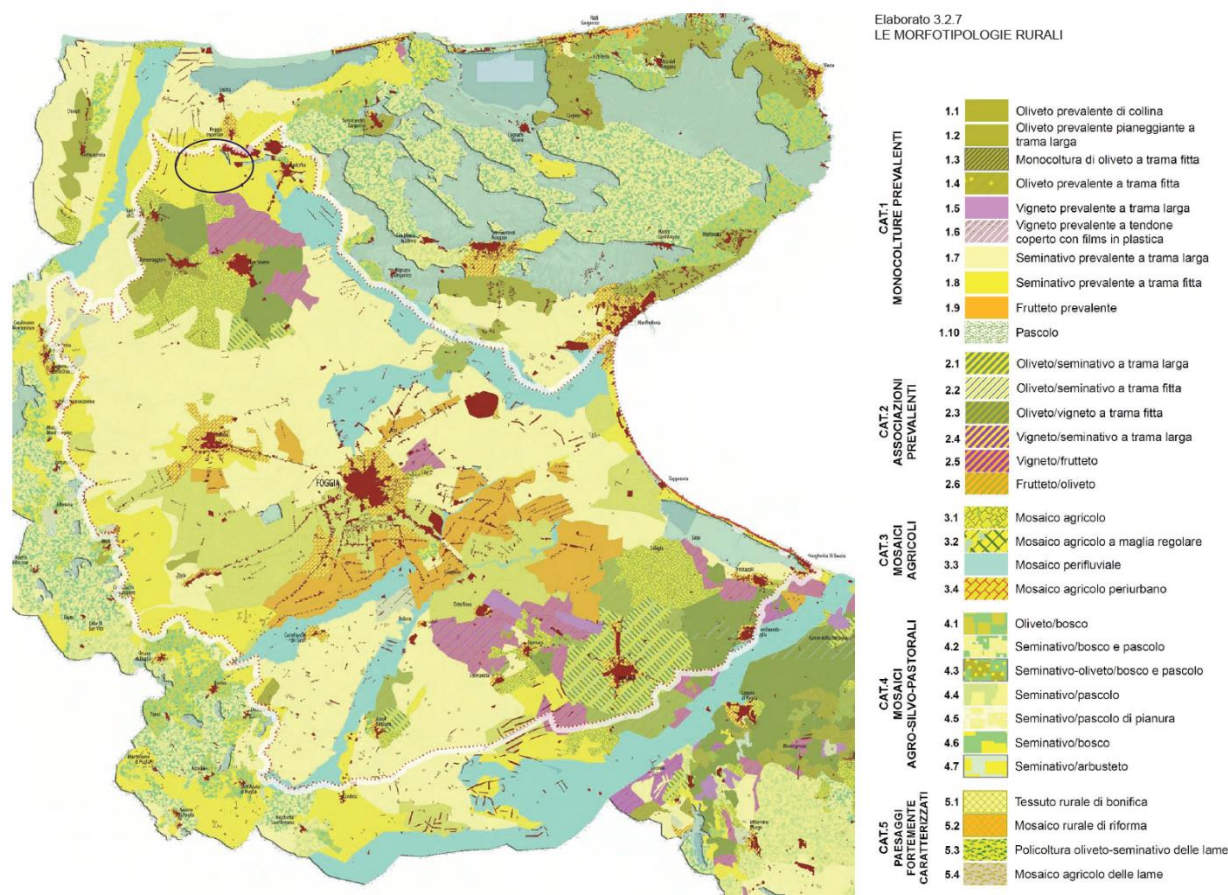 Elaborato 3.2.7
LE MORFOTIPOLOGIE RURALI
CAT.1
MONOCOLTURE PREVALENTI
1.1 Oliveto prevalente di collina
1.2 Oliveto prevalente pianeggiante a
trama larga
1.3 Monocoltura di oliveto a trama fitta
1.4 Oliveto prevalente a trama fitta
1.5 Vigneto prevalente a trama larga
1.6 Vigneto prevalente a tendone
coperto con films in plastica
1.7 Seminativo prevalente a trama larga
1.8 Seminativo prevalente a trama fitta
1.9 Frutteto prevalente
1.10 Pascolo
CAT.2
ASSOCIAZIONI
PREVALENTI
2.1 Oliveto/seminativo a trama larga
2.2 Oliveto/seminativo a trama fitta
2.3 Oliveto/vigneto a trama fitta
2.4 Vigneto/seminativo a trama larga
2.5 Vigneto/frutteto
2.6 Frutteto/oliveto
CAT.3
MOSAICI
AGRICOLI
3.1 Mosaico agricolo
3.2 Mosaico agricolo a maglia regolare
3.3 Mosaico perifluviale
3.4 Mosaico agricolo periurbano
CAT.4
MOSAICI
AGRO-SILVO-PASTORALI
4.1 Oliveto/bosco
4.2 Seminativo/bosco e pascolo
4.3 Seminativo-oliveto/bosco e pascolo
4.4 Seminativo/pascolo
4.5 Seminativo/pascolo di pianura
4.6 Seminativo/bosco
4.7 Seminativo/arbusteto
CAT.5
PAESAGGI
FORTEMENTE
CARATTERIZZATI
5.1 Tessuto rurale di bonifica
5.2 Mosaico rurale di riforma
5.3 Policoltura oliveto-seminativo delle lame
5.4 Mosaico agricolo delle lame
FOGGIA
Manfredonia
Margherita di Savoia